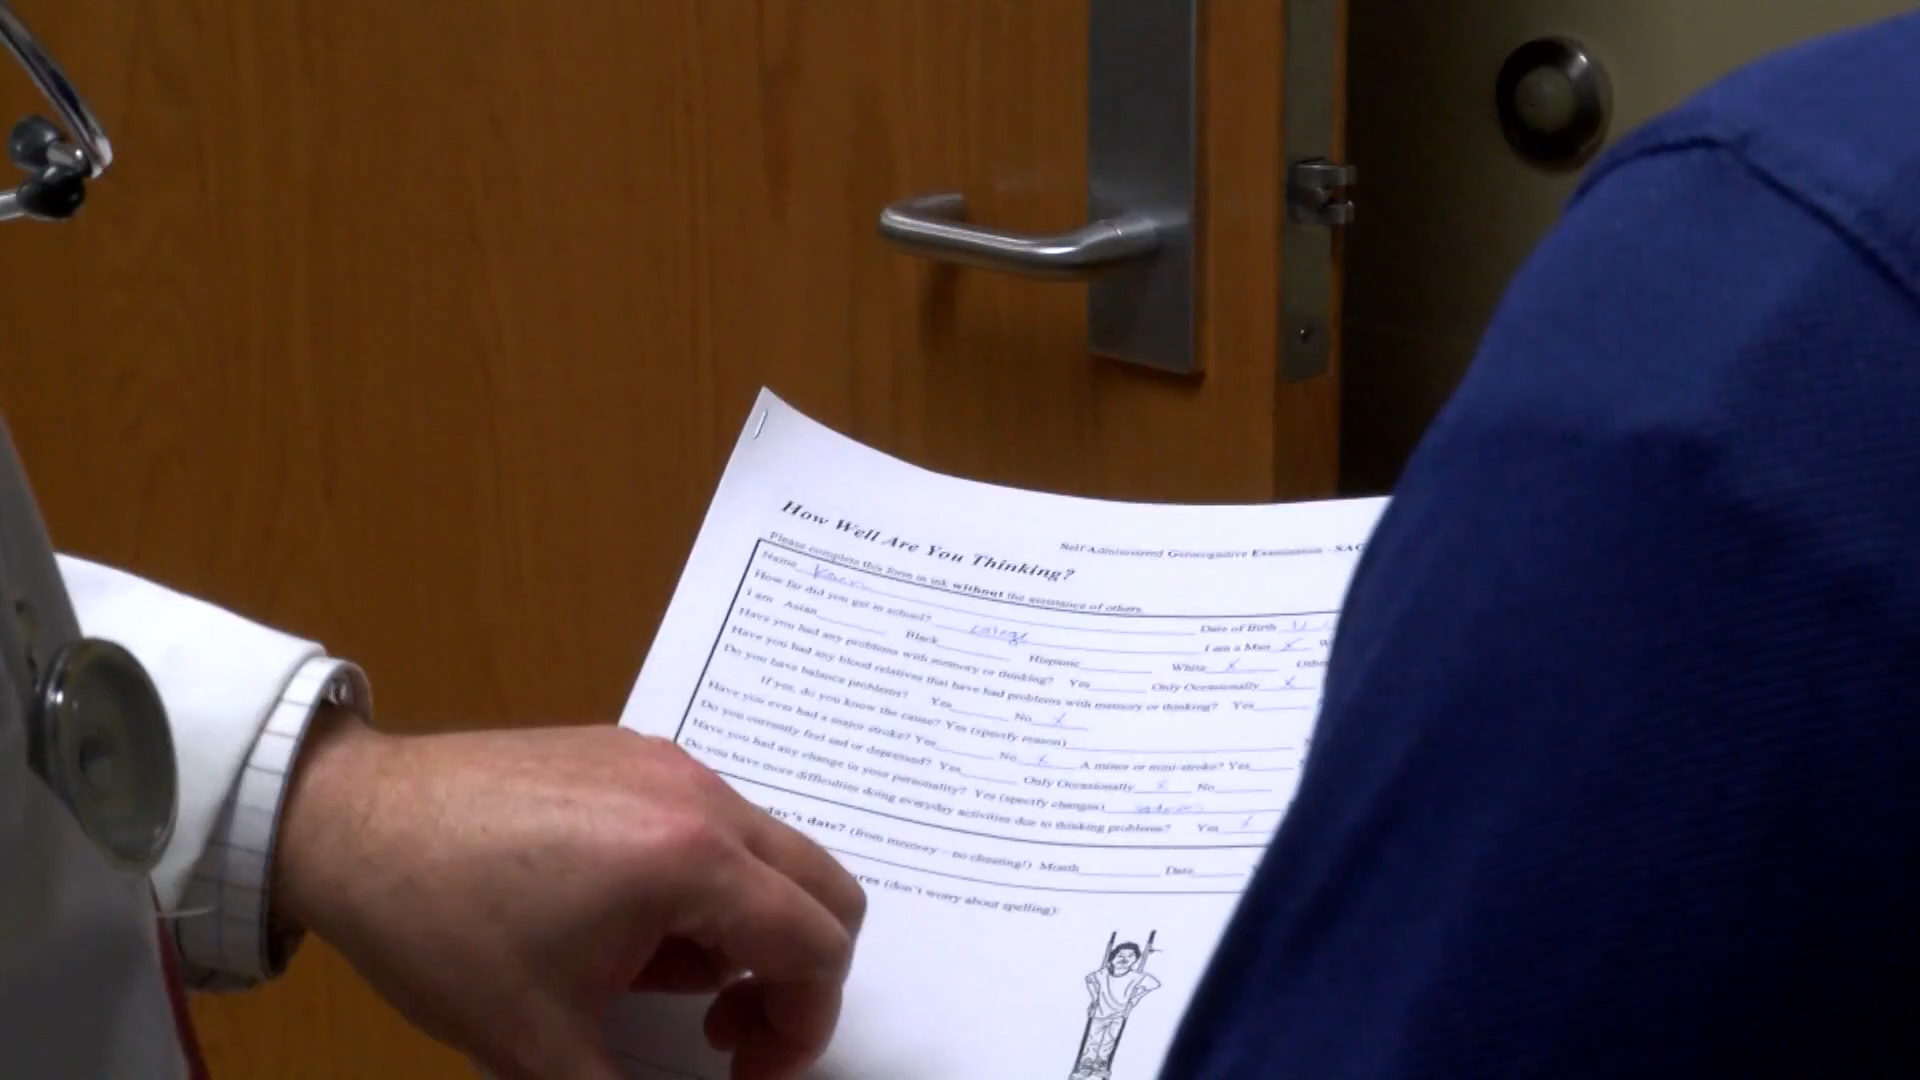 How Well Are You Thinking?
Self Administered Gerocognitive Examination - SAG
Please complete this form in ink without the assistance of others.
Name
Date of Birth
How far did you get in school? college I am a Man X W
I am Asian Black Hispanic White X Othe
Have you had any problems with memory or thinking? Yes Only Occasionally X
Have you had any blood relatives that have had problems with memory or thinking? Yes
Do you have balance problems? Yes No X
If yes, do you know the cause? Yes (specify reason)
Have you ever had a major stroke? Yes No X A minor or mini-stroke? Yes
Do you currently feel sad or depressed? Yes Only Occasionally X No
Have you had any change in your personality? Yes (specify changes)
Do you have more difficulties doing everyday activities due to thinking problems? Yes X
day's date? (from memory – no cheating!) Month Date
ures (don't worry about spelling):